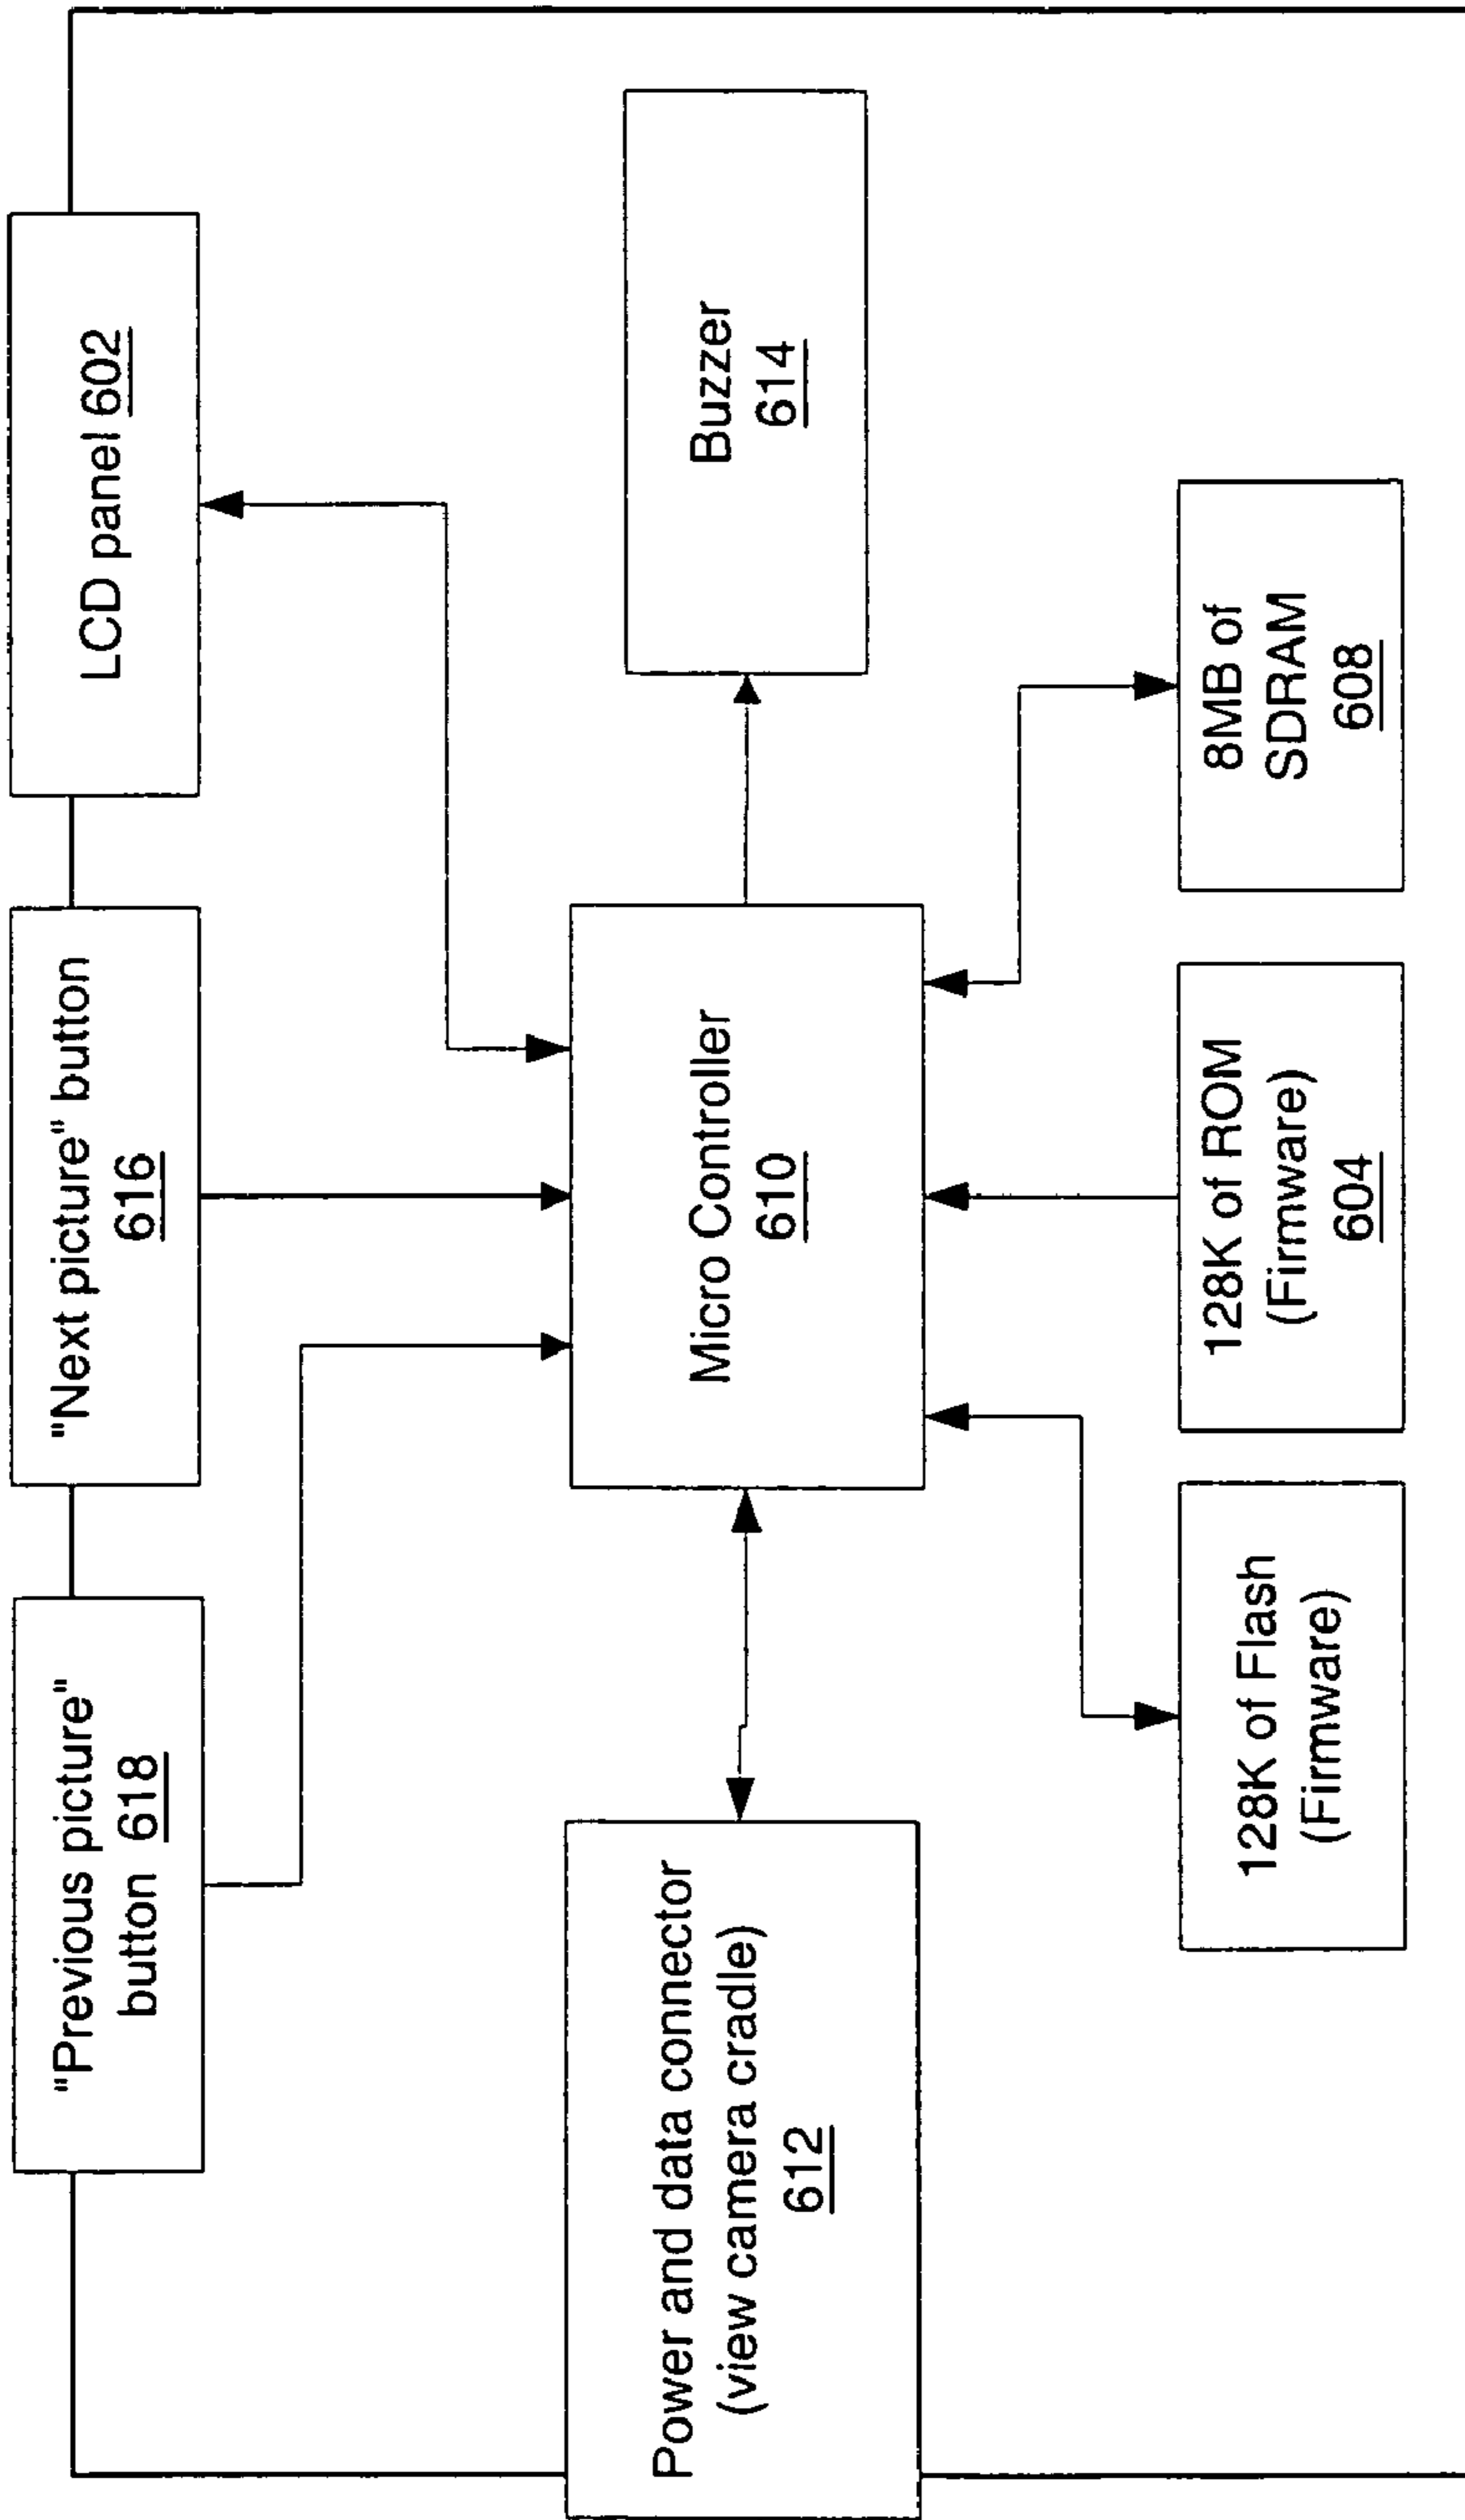 "Previous picture"
button 618
"Next picture" button
616
LCD panel 602
Power and data connector
(view camera cradle)
612
Micro Controller
610
Buzzer
614
128K of Flash
(Firmware)
128K of ROM
(Firmware)
604
8MB of
SDRAM
608